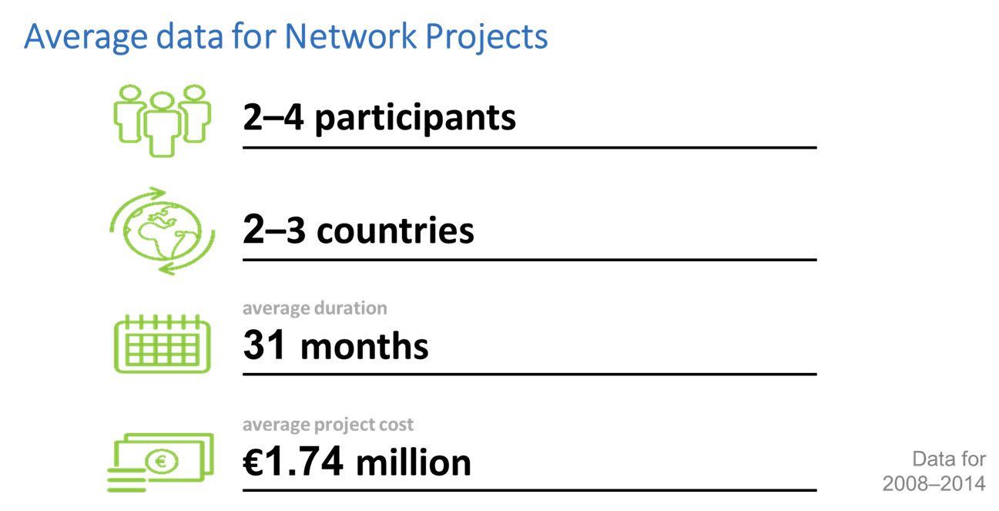 Average data for Network Projects
2–4 participants
2–3 countries
average duration
31 months
average project cost
€1.74 million
Data for
2008–2014